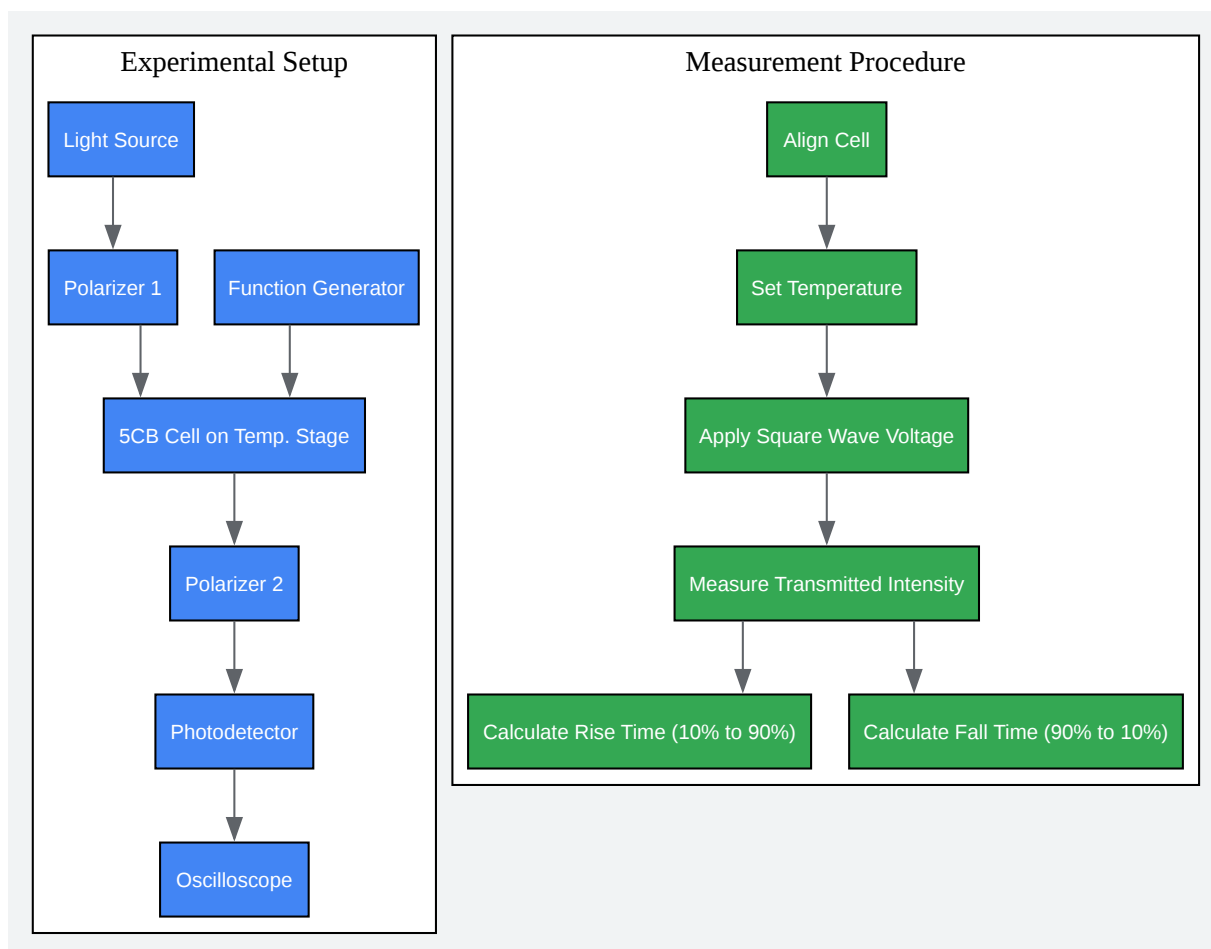 Experimental Setup
Light Source
Polarizer 1
Function Generator
5CB Cell on Temp. Stage
Polarizer 2
Photodetector
Oscilloscope
Measurement Procedure
Align Cell
Set Temperature
Apply Square Wave Voltage
Measure Transmitted Intensity
Calculate Rise Time (10% to 90%)
Calculate Fall Time (90% to 10%)